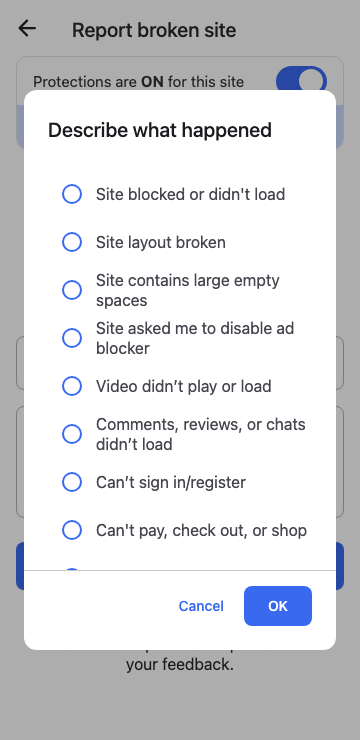 Report broken site
Protections are ON for this site
Describe what happened
Site blocked or didn't load
Site layout broken
Site contains large empty
spaces
Site asked me to disable ad
blocker
Video didn’t play or load
Comments, reviews, or chats
didn’t load
Can’t sign in/register
Can't pay, check out, or shop
Cancel
OK
your feedback.